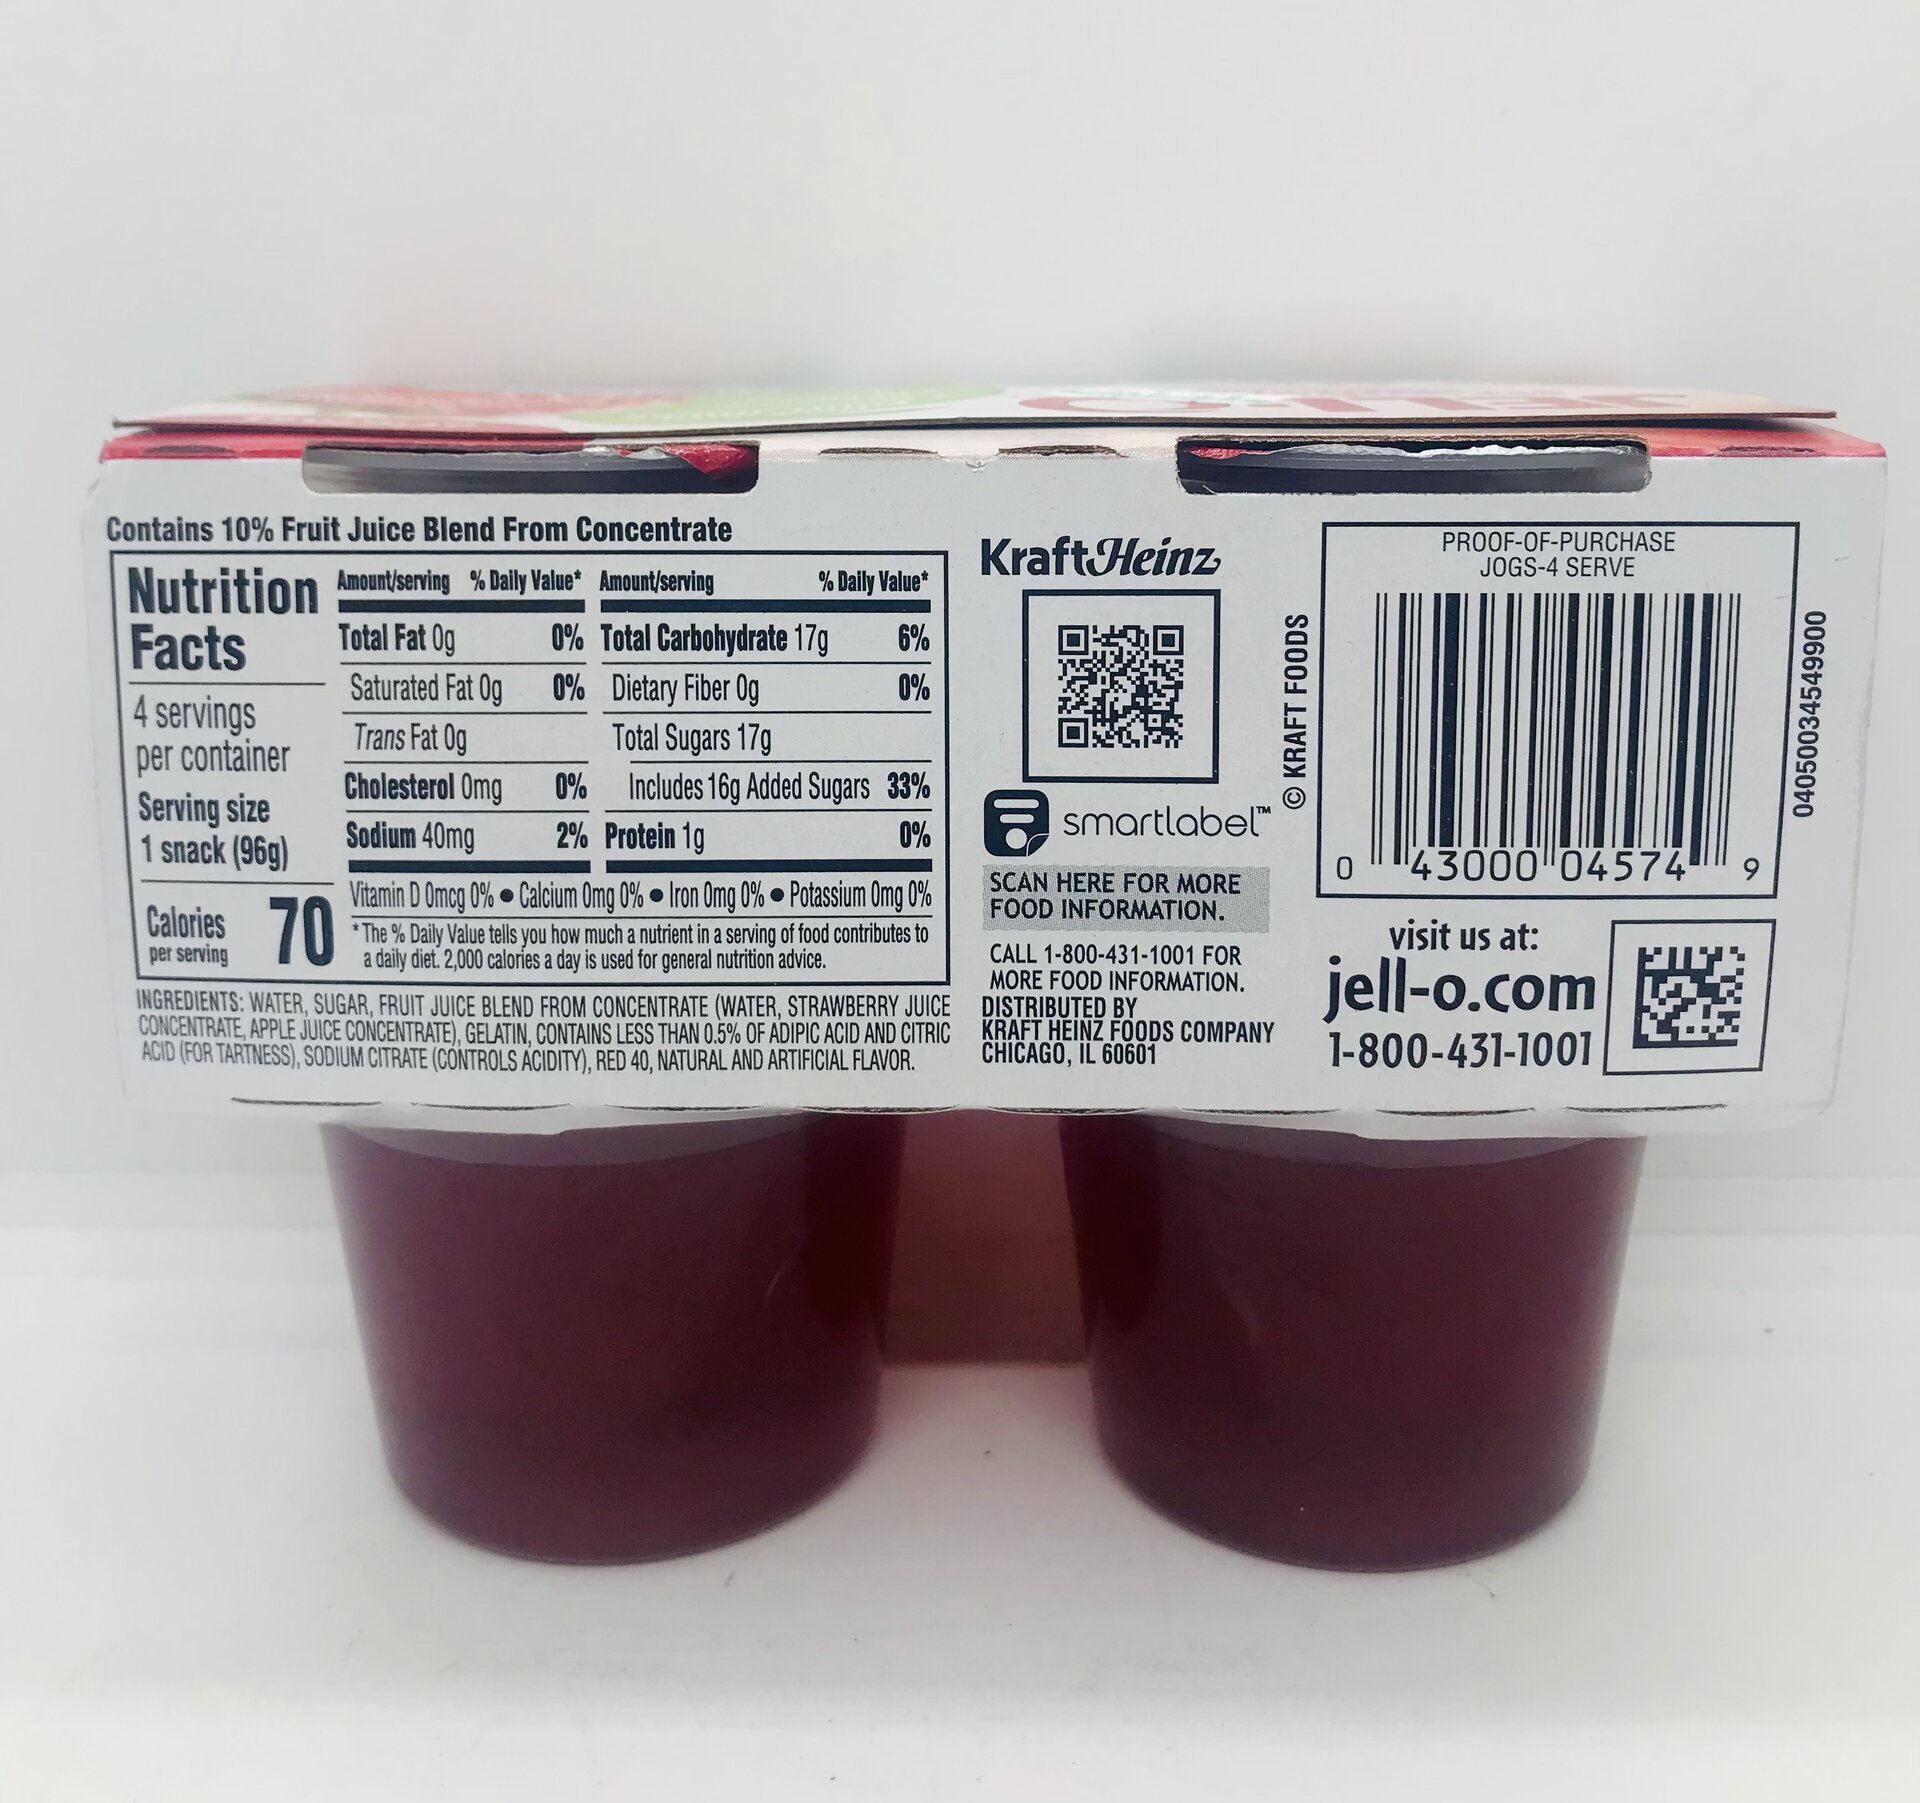 JELL-O
Contains 10% Fruit Juice Blend From Concentrate
Nutrition
Facts
4 servings
per container
Serving size
1 snack (96g)
Calories
per serving
70
Amount/serving % Daily Value*
Total Fat 0g 0%
Saturated Fat 0g 0%
Trans Fat 0g
Cholesterol 0mg 0%
Sodium 40mg 2%
Amount/serving % Daily Value*
Total Carbohydrate 17g 6%
Dietary Fiber 0g 0%
Total Sugars 17g
Includes 16g Added Sugars 33%
Protein 1g 0%
Vitamin D 0mcg 0% ● Calcium 0mg 0% ● Iron 0mg 0% ● Potassium 0mg 0%
*The % Daily Value tells you how much a nutrient in a serving of food contributes to
a daily diet. 2,000 calories a day is used for general nutrition advice.
INGREDIENTS: WATER, SUGAR, FRUIT JUICE BLEND FROM CONCENTRATE (WATER, STRAWBERRY JUICE
CONCENTRATE, APPLE JUICE CONCENTRATE), GELATIN, CONTAINS LESS THAN 0.5% OF ADIPIC ACID AND CITRIC
ACID (FOR TARTNESS), SODIUM CITRATE (CONTROLS ACIDITY), RED 40, NATURAL AND ARTIFICIAL FLAVOR.
KraftHeinz
smartlabel™
SCAN HERE FOR MORE
FOOD INFORMATION.
CALL 1-800-431-1001 FOR
MORE FOOD INFORMATION.
DISTRIBUTED BY
KRAFT HEINZ FOODS COMPANY
CHICAGO, IL 60601
© KRAFT FOODS
PROOF-OF-PURCHASE
JOGS-4 SERVE
0 43000 04574 9
0405003454990​0
visit us at:
jell-o.com
1-800-431-1001